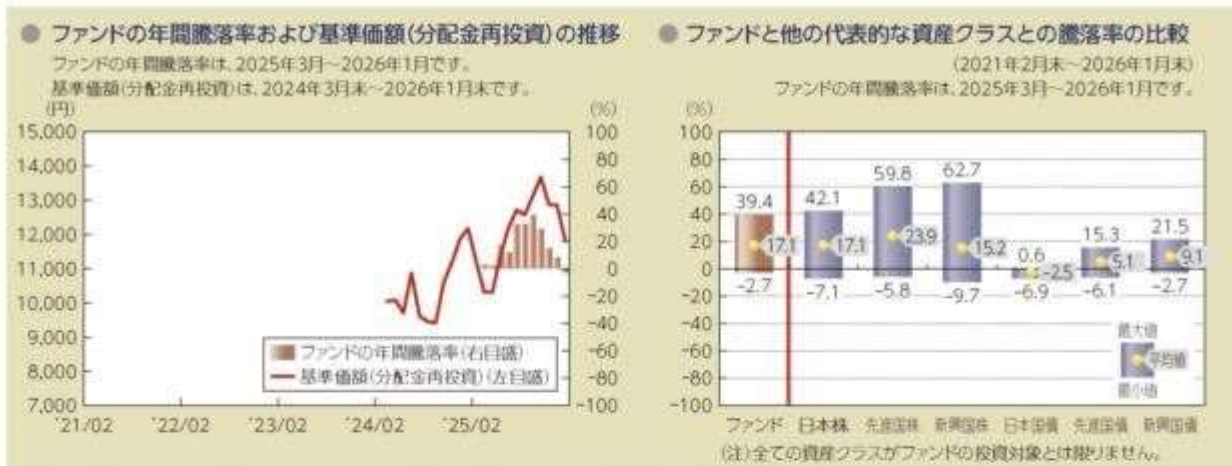 ● ファンドの年間騰落率および基準価額(分配金再投資)の推移
ファンドの年間騰落率は、2025年3月～2026年1月です。
基準価額(分配金再投資)は、2024年3月末～2026年1月末です。
(円)
(%)
15,000
14,000
13,000
12,000
11,000
10,000
9,000
8,000
7,000
100
80
60
40
20
0
-20
-40
-60
-80
-100
ファンドの年間騰落率(右目盛)
基準価額(分配金再投資)(左目盛)
'21/02 '22/02 '23/02 '24/02 '25/02
● ファンドと他の代表的な資産クラスとの騰落率の比較
(2021年2月末～2026年1月末)
ファンドの年間騰落率は、2025年3月～2026年1月です。
(%)
100
80
60
40
20
0
-20
-40
-60
-80
-100
39.4 42.1 59.8 62.7 0.6 15.3 21.5
17.1 17.1 23.9 15.2 -2.5 5.1 9.1
-2.7 -7.1 -5.8 -9.7 -6.9 -6.1 -2.7
最大値
平均値
最小値
ファンド 日本株 先進国株 新興国株 日本国債 先進国債 新興国債
(注)全ての資産クラスがファンドの投資対象とは限りません。